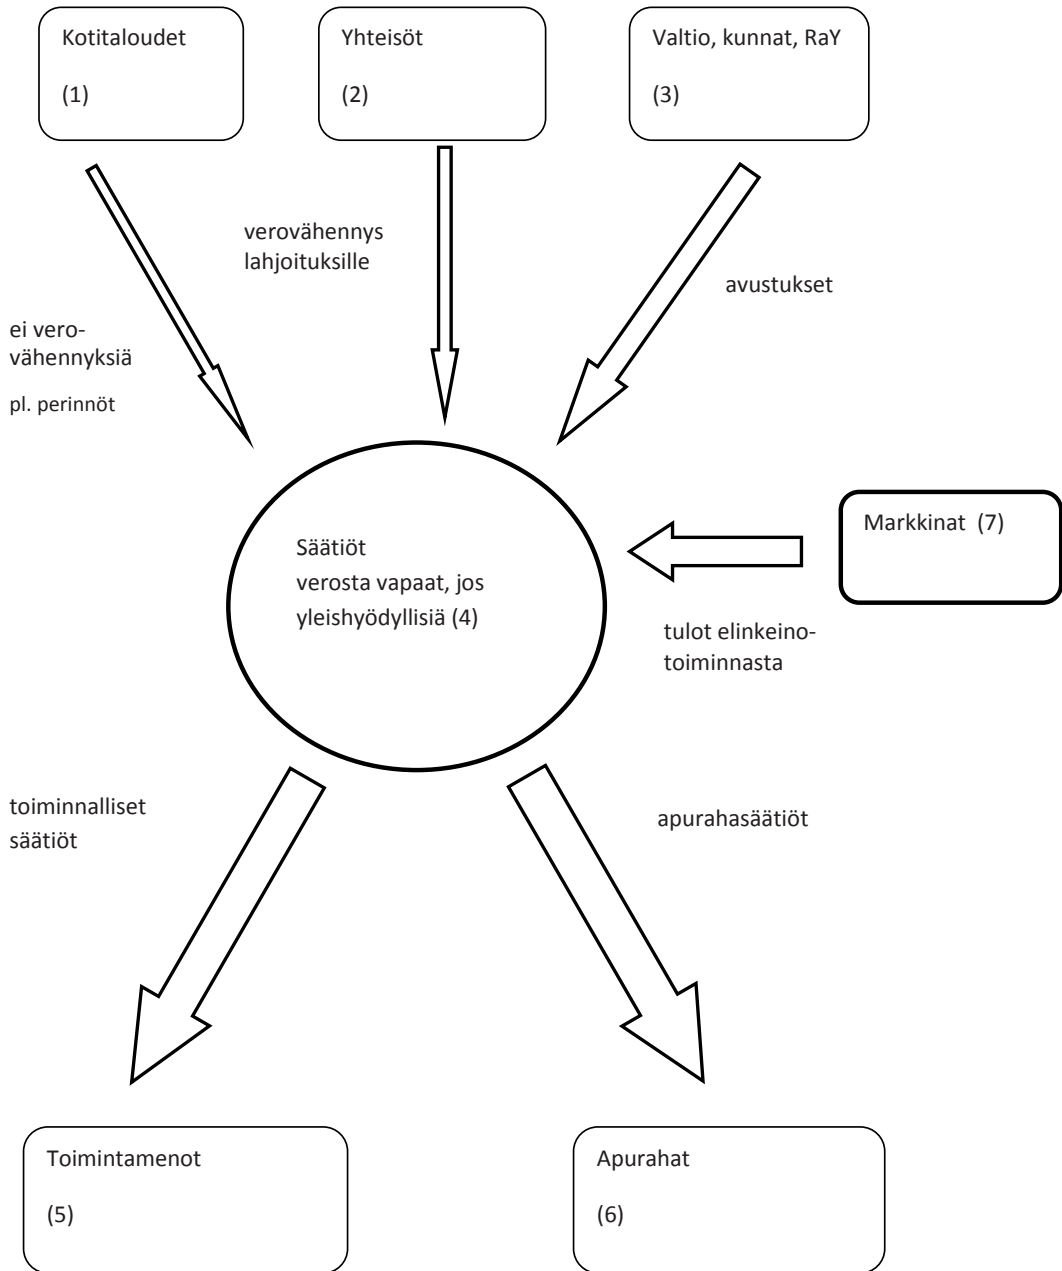 Kotitaloudet
(1)
Yhteisöt
(2)
Valtio, kunnat, RaY
(3)
verovähennys
lahjoituksille
avustukset
ei vero-
vähennyksiä
pl. perinnöt
Säätiöt
verosta vapaat, jos
yleishyödyllisiä (4)
Markkinat (7)
tulot elinkeino-
toiminnasta
toiminnalliset
säätiöt
apurahasäätiöt
Toimintamenot
(5)
Apurahat
(6)